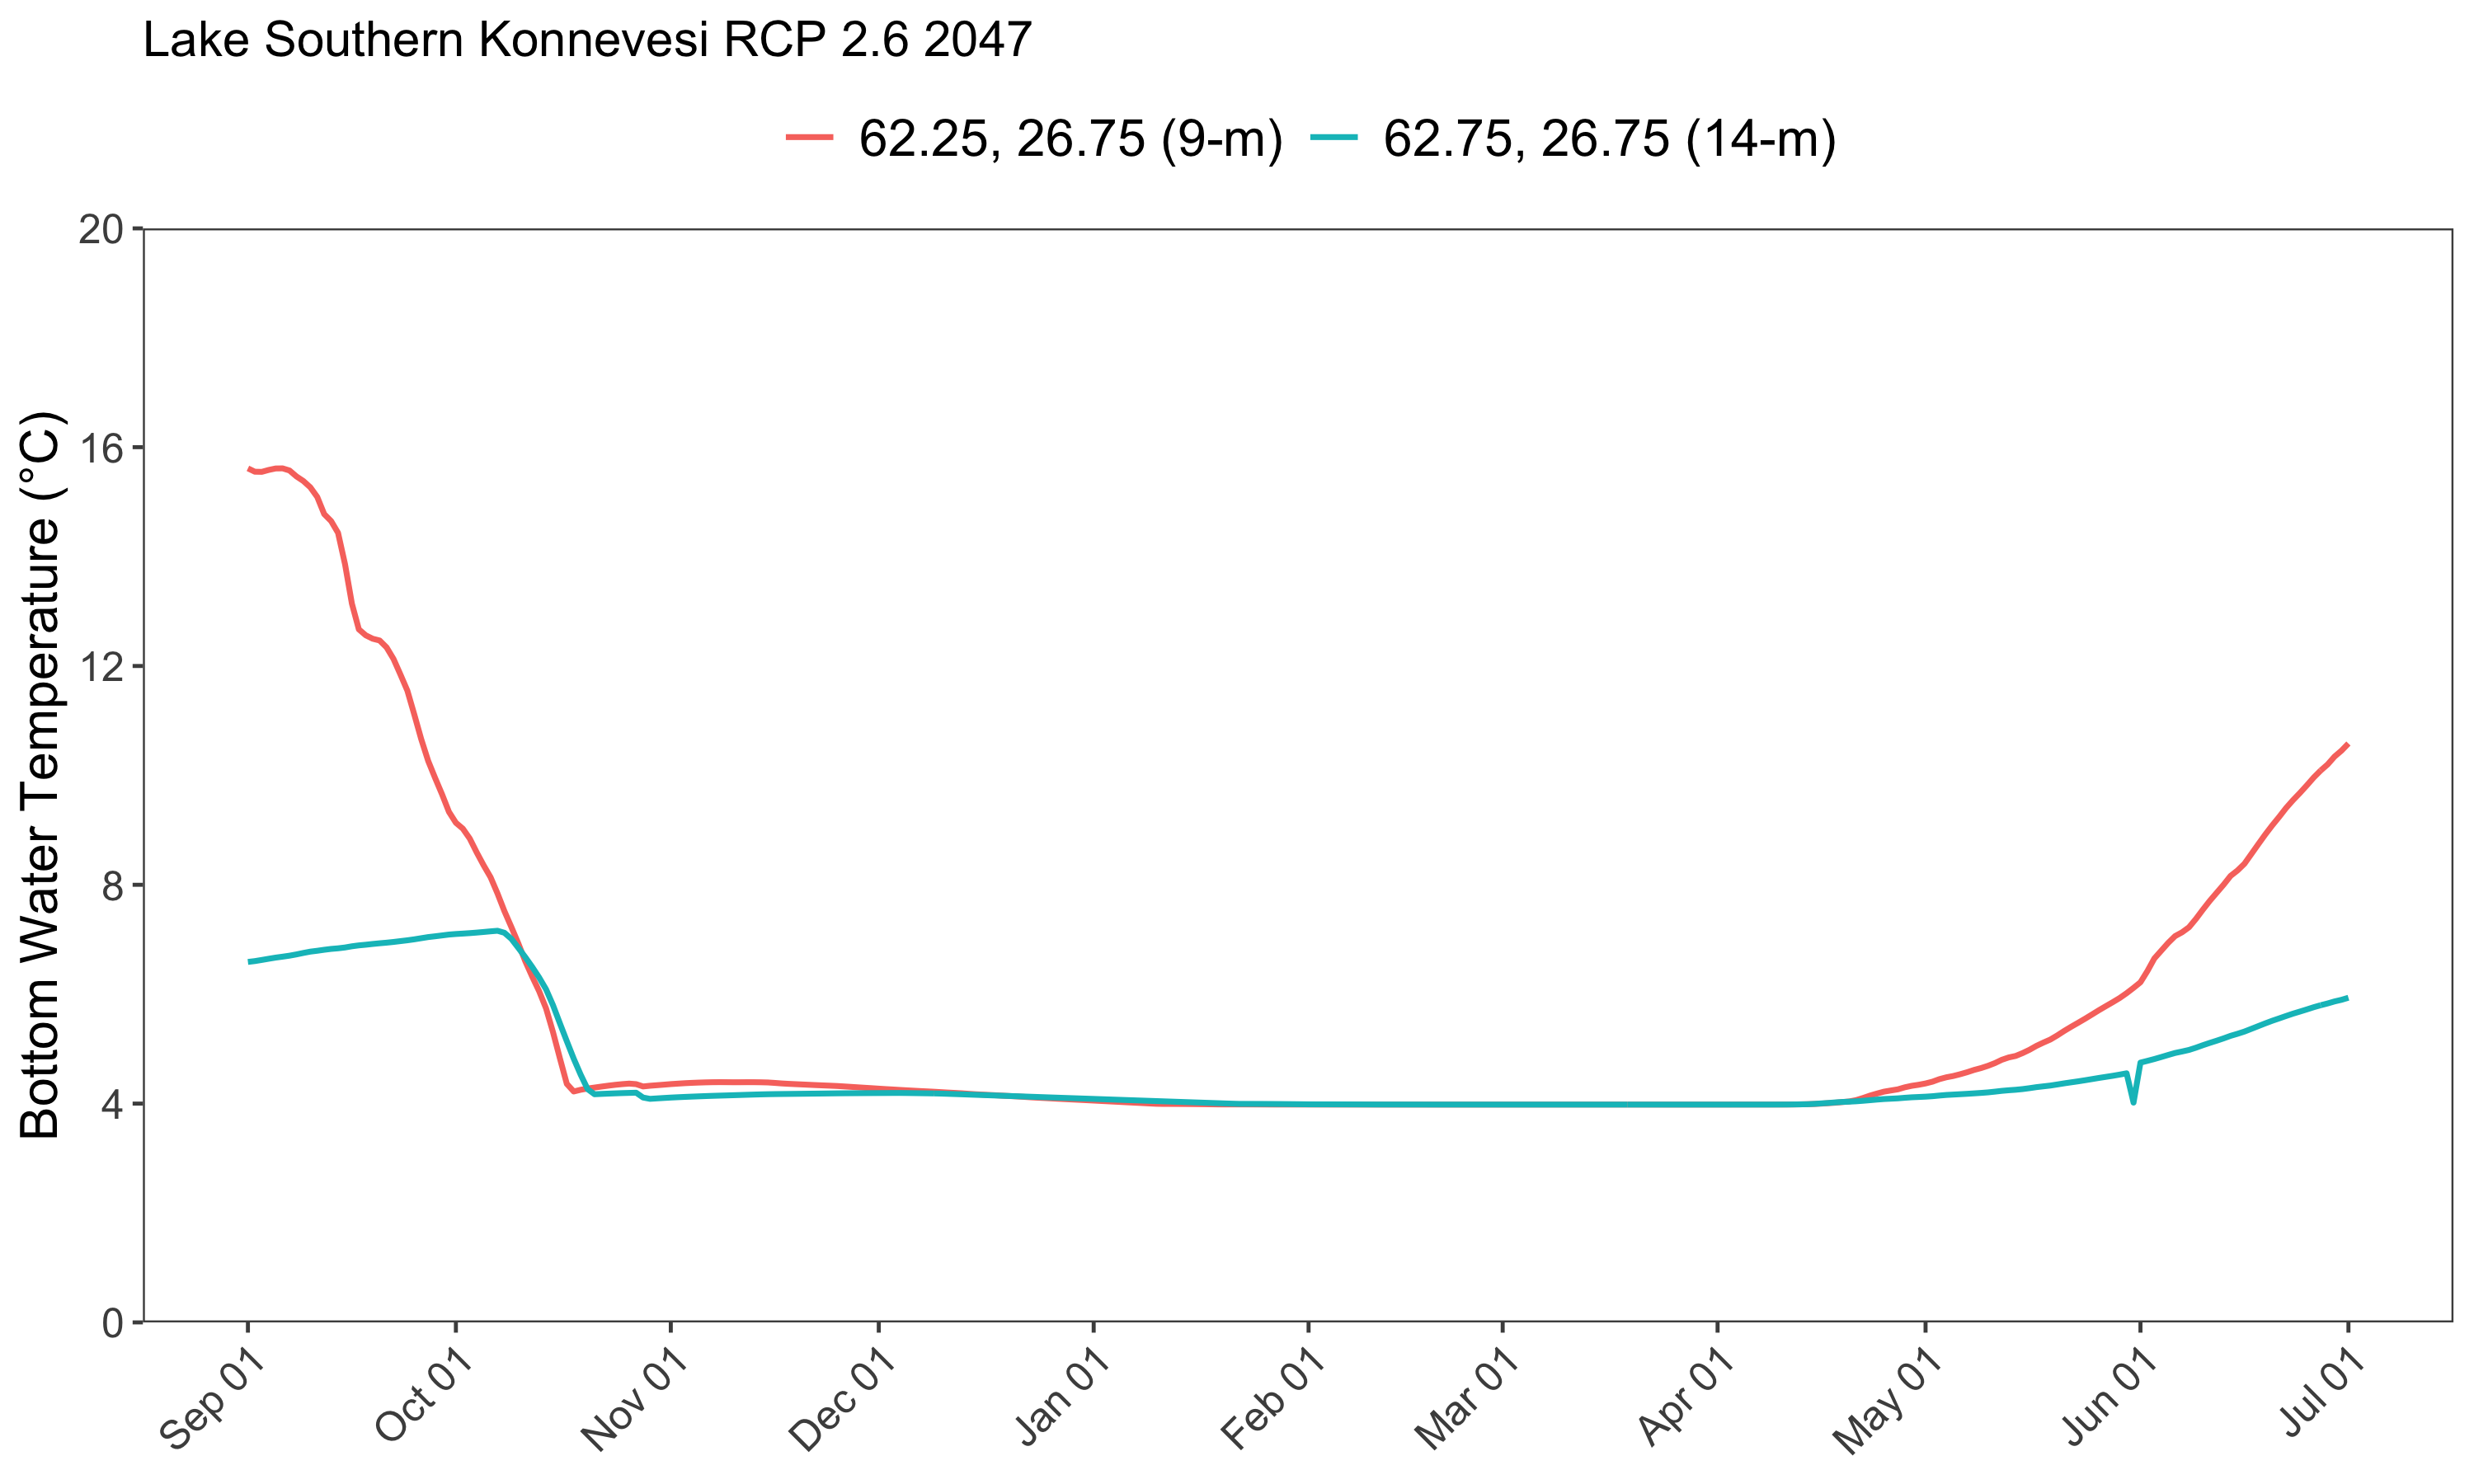 Lake Southern Konnevesi RCP 2.6 2047
62.25, 26.75 (9-m) 62.75, 26.75 (14-m)
Bottom Water Temperature (°C)
20
16
12
8
4
0
Sep 01 Oct 01 Nov 01 Dec 01 Jan 01 Feb 01 Mar 01 Apr 01 May 01 Jun 01 Jul 01